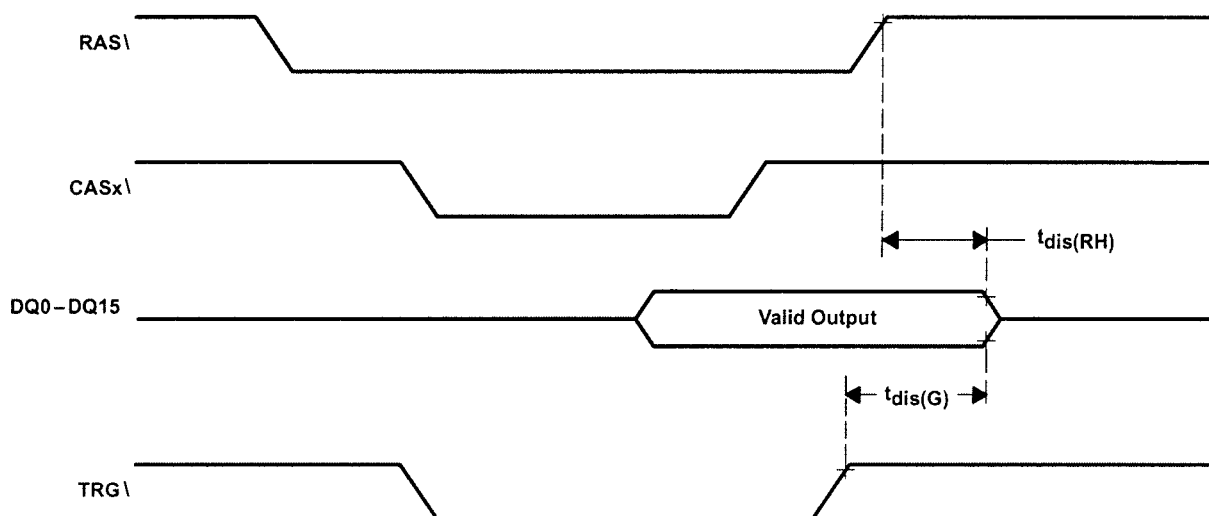 RAS\
CASx\
tdis(RH)
DQ0–DQ15
Valid Output
tdis(G)
TRG\